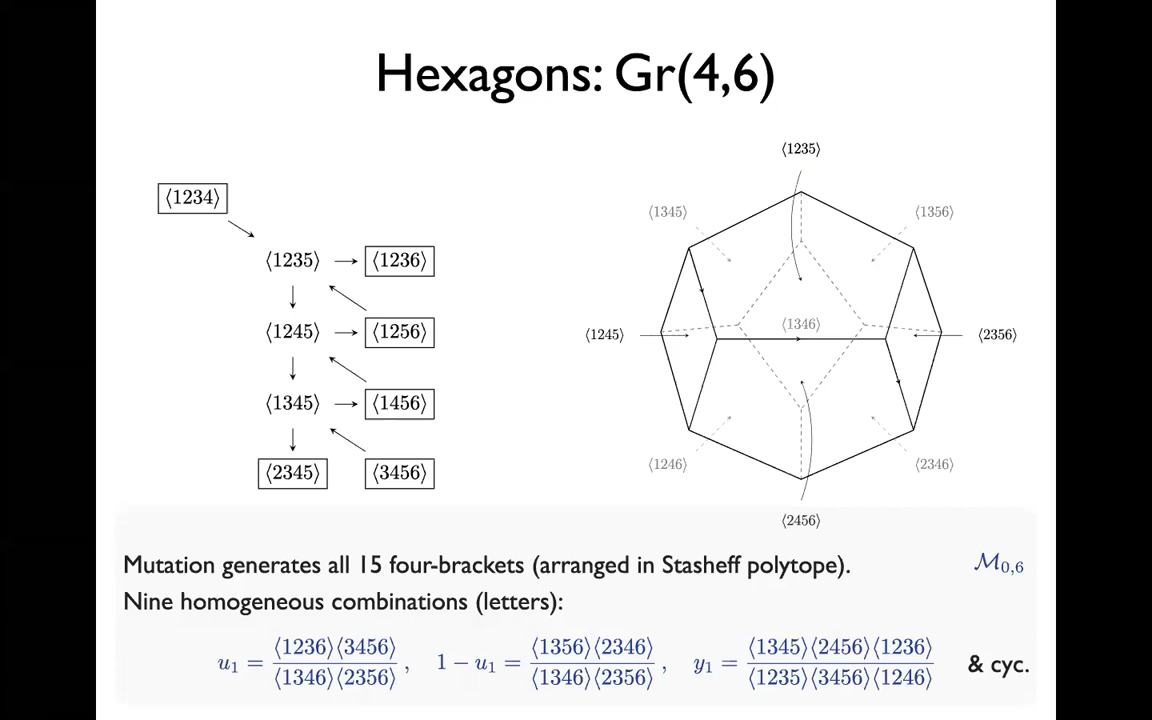 Hexagons: Gr(4,6)
⟨1234⟩
⟨1235⟩ → ⟨1236⟩
⟨1245⟩ → ⟨1256⟩
⟨1345⟩ → ⟨1456⟩
⟨2345⟩ ⟨3456⟩
⟨1235⟩
⟨1345⟩ ⟨1356⟩
⟨1346⟩
⟨1245⟩ ⟨2356⟩
⟨1246⟩ ⟨2346⟩
⟨2456⟩
Mutation generates all 15 four-brackets (arranged in Stasheff polytope). ℳ₀,₆
Nine homogeneous combinations (letters):
u₁ = ⟨1236⟩⟨3456⟩ / ⟨1346⟩⟨2356⟩ , 1 − u₁ = ⟨1356⟩⟨2346⟩ / ⟨1346⟩⟨2356⟩ , y₁ = ⟨1345⟩⟨2456⟩⟨1236⟩ / ⟨1235⟩⟨3456⟩⟨1246⟩ & cyc.